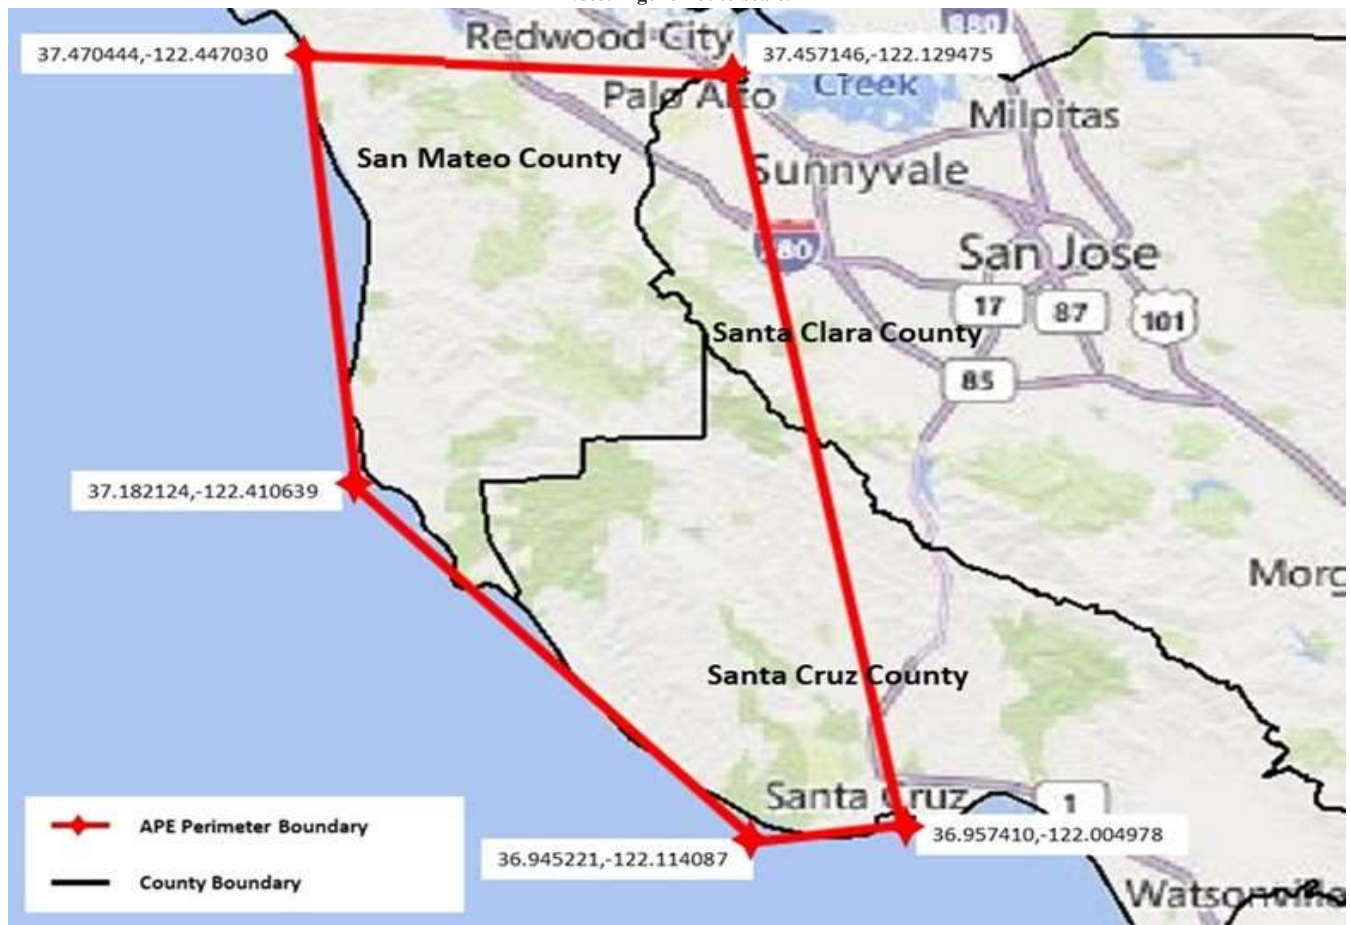 Redwood City
37.470444,-122.447030
37.457146,-122.129475
880
Creek
Palo Alto
Milpitas
San Mateo County
Sunnyvale
San Jose
17
87
101
Santa Clara County
85
37.182124,-122.410639
Santa Cruz County
Santa Cruz
1
36.957410,-122.004978
36.945221,-122.114087
APE Perimeter Boundary
County Boundary
Watsonville